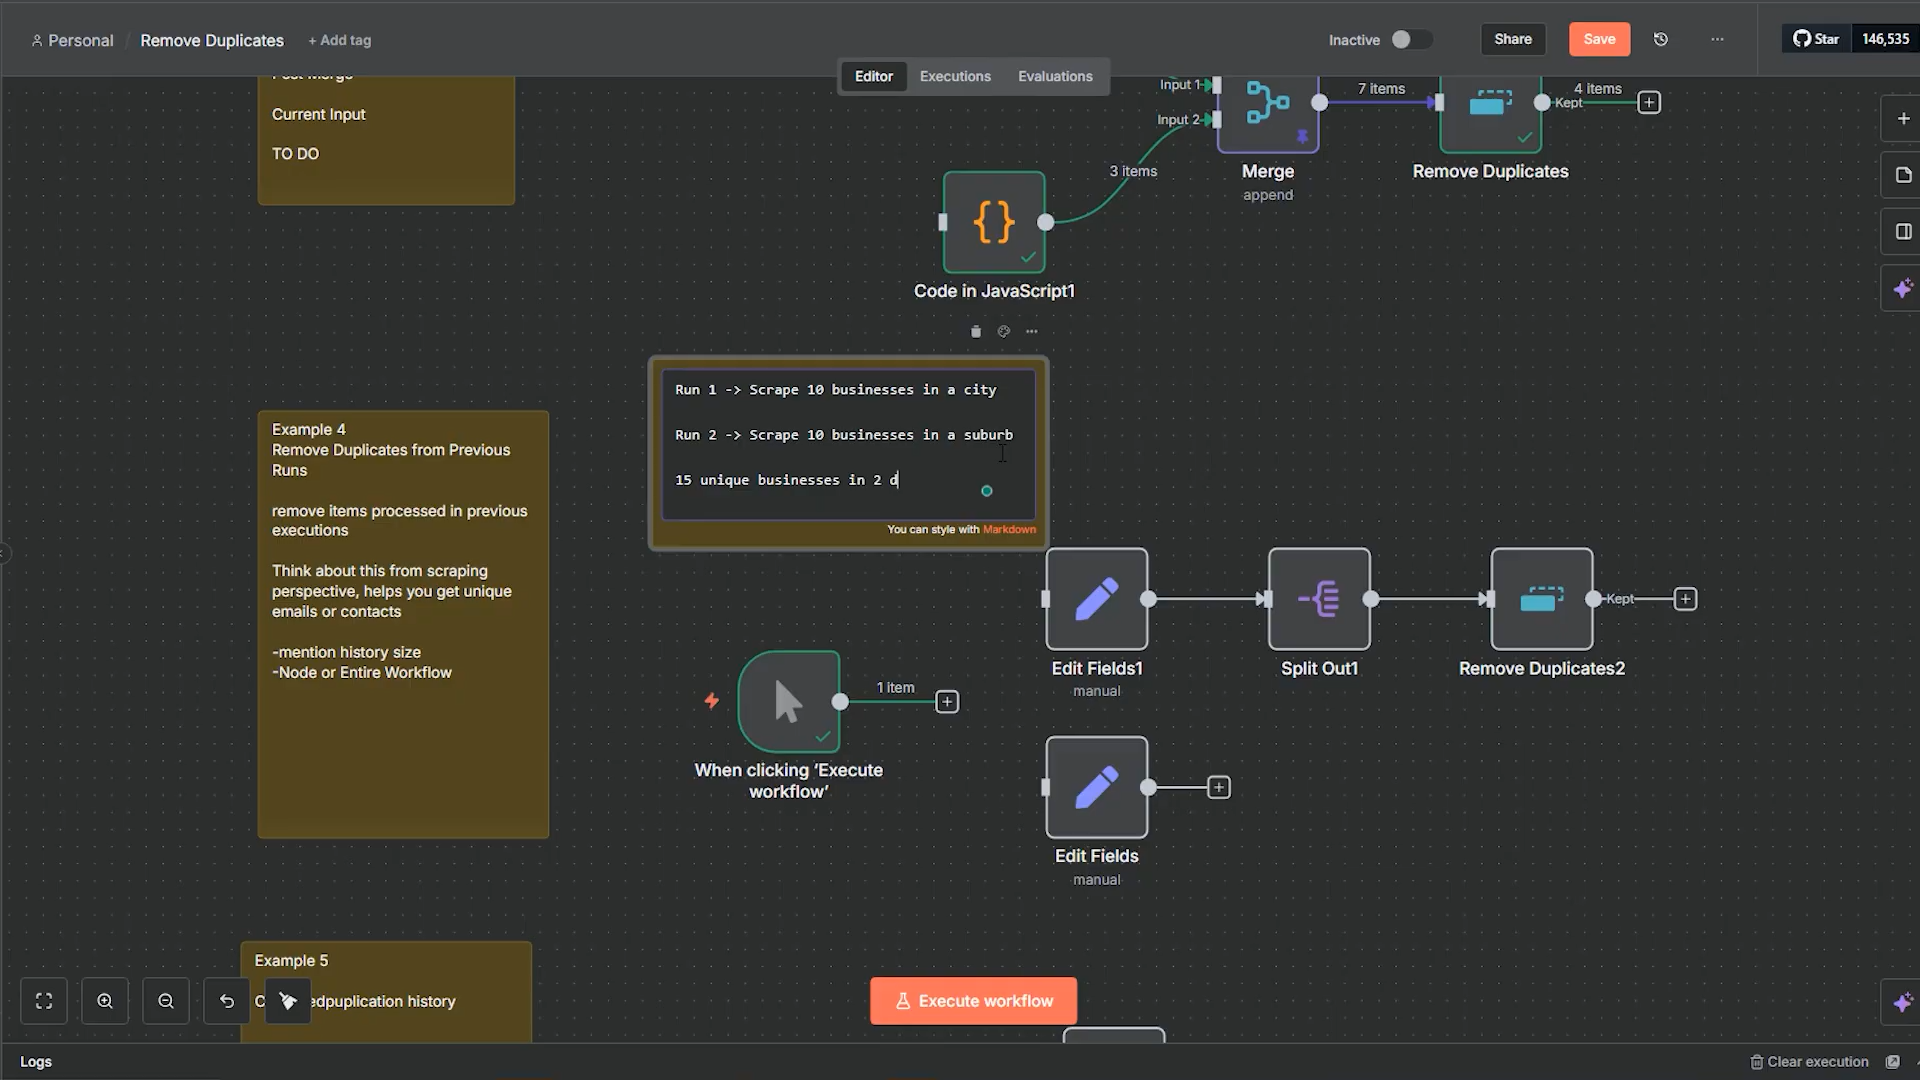 Personal / Remove Duplicates + Add tag
Inactive
Share
Save
Star 146,535
Editor Executions Evaluations
Post Merge
Current Input
TO DO
Input 1
Input 2
7 items
Kept
4 items
3 items
Merge
append
Remove Duplicates
Code in JavaScript1
Run 1 -> Scrape 10 businesses in a city
Run 2 -> Scrape 10 businesses in a suburb
15 unique businesses in 2 d
You can style with Markdown
Example 4
Remove Duplicates from Previous
Runs
remove items processed in previous
executions
Think about this from scraping
perspective, helps you get unique
emails or contacts
-mention history size
-Node or Entire Workflow
Kept
Edit Fields1
manual
Split Out1
Remove Duplicates2
1 item
When clicking ‘Execute
workflow’
Edit Fields
manual
Example 5
edpuplication history
Execute workflow
Logs
Clear execution